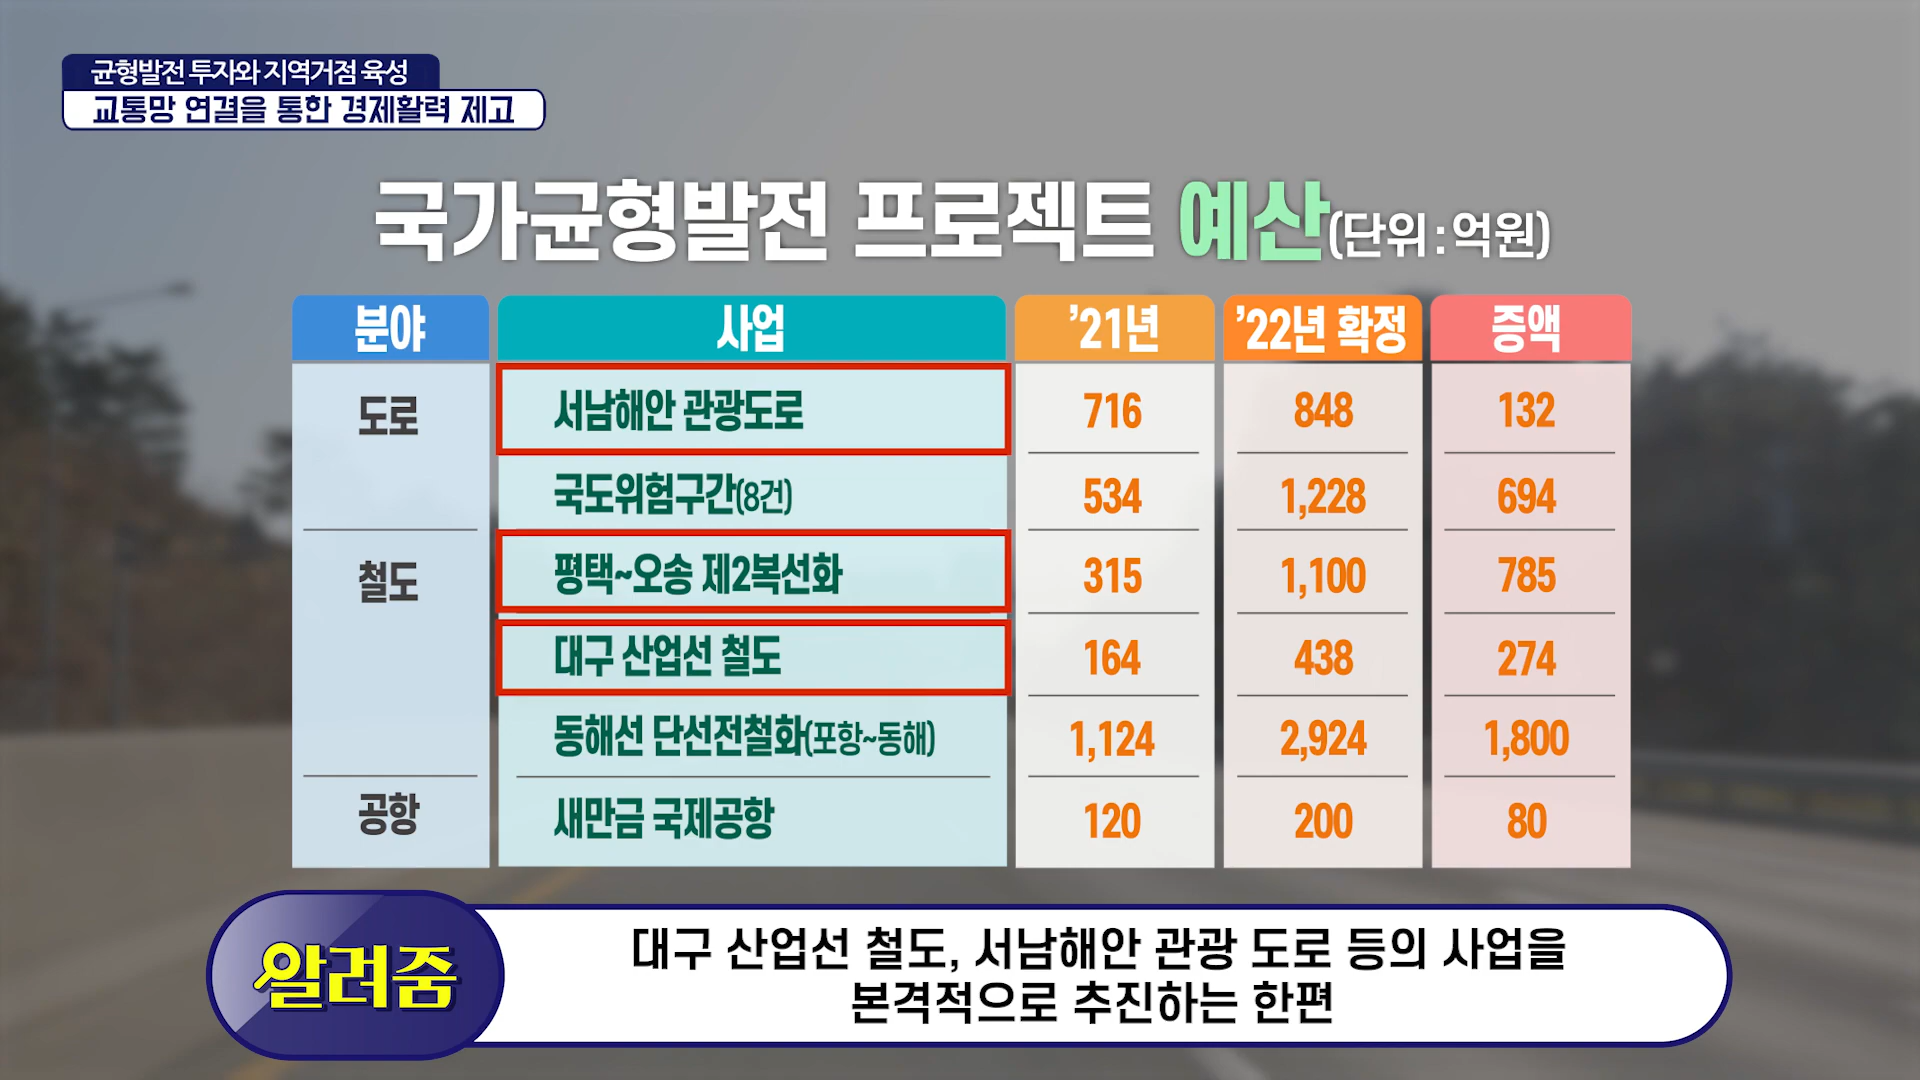 균형발전 투자와 지역거점 육성
교통망 연결을 통한 경제활력 제고
국가균형발전 프로젝트 예산(단위:억원)
분야 사업 ’21년 ’22년 확정 증액
도로 서남해안 관광도로 716 848 132
국도위험구간(8건) 534 1,228 694
철도 평택~오송 제2복선화 315 1,100 785
대구 산업선 철도 164 438 274
동해선 단선전철화(포항~동해) 1,124 2,924 1,800
공항 새만금 국제공항 120 200 80
알려줌
대구 산업선 철도, 서남해안 관광 도로 등의 사업을
본격적으로 추진하는 한편